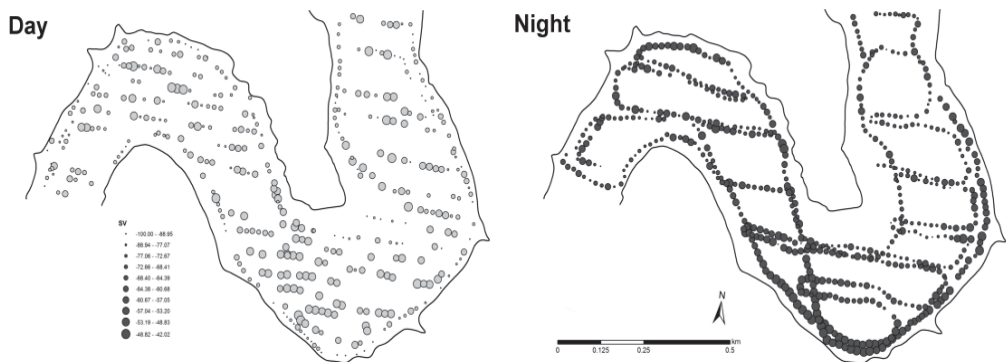 Day
Night
SV
-100.00 - -88.95
-88.94 - -77.07
-77.06 - -72.67
-72.66 - -68.41
-68.40 - -64.39
-64.38 - -60.68
-60.67 - -57.05
-57.04 - -53.20
-53.19 - -48.83
-48.82 - -42.02
N
km
0 0.125 0.25 0.5